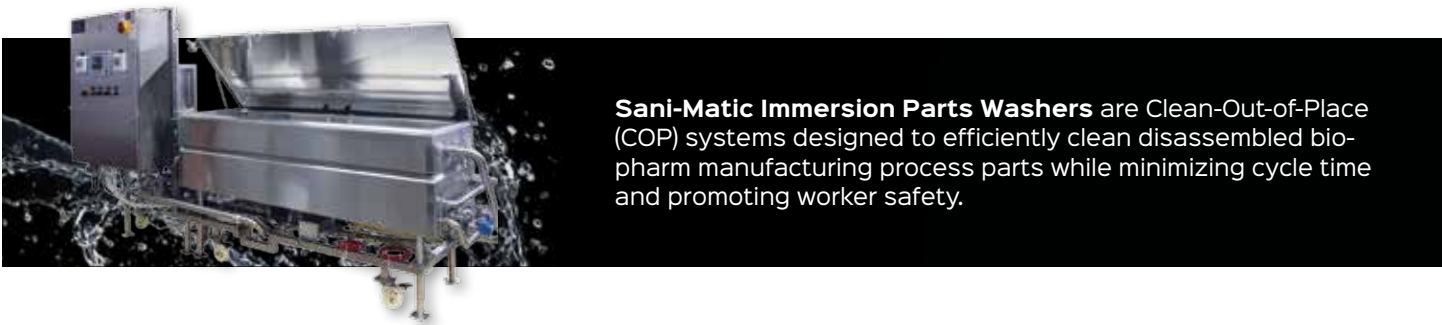 Sani-Matic Immersion Parts Washers are Clean-Out-of-Place
(COP) systems designed to efficiently clean disassembled bio-
pharm manufacturing process parts while minimizing cycle time
and promoting worker safety.